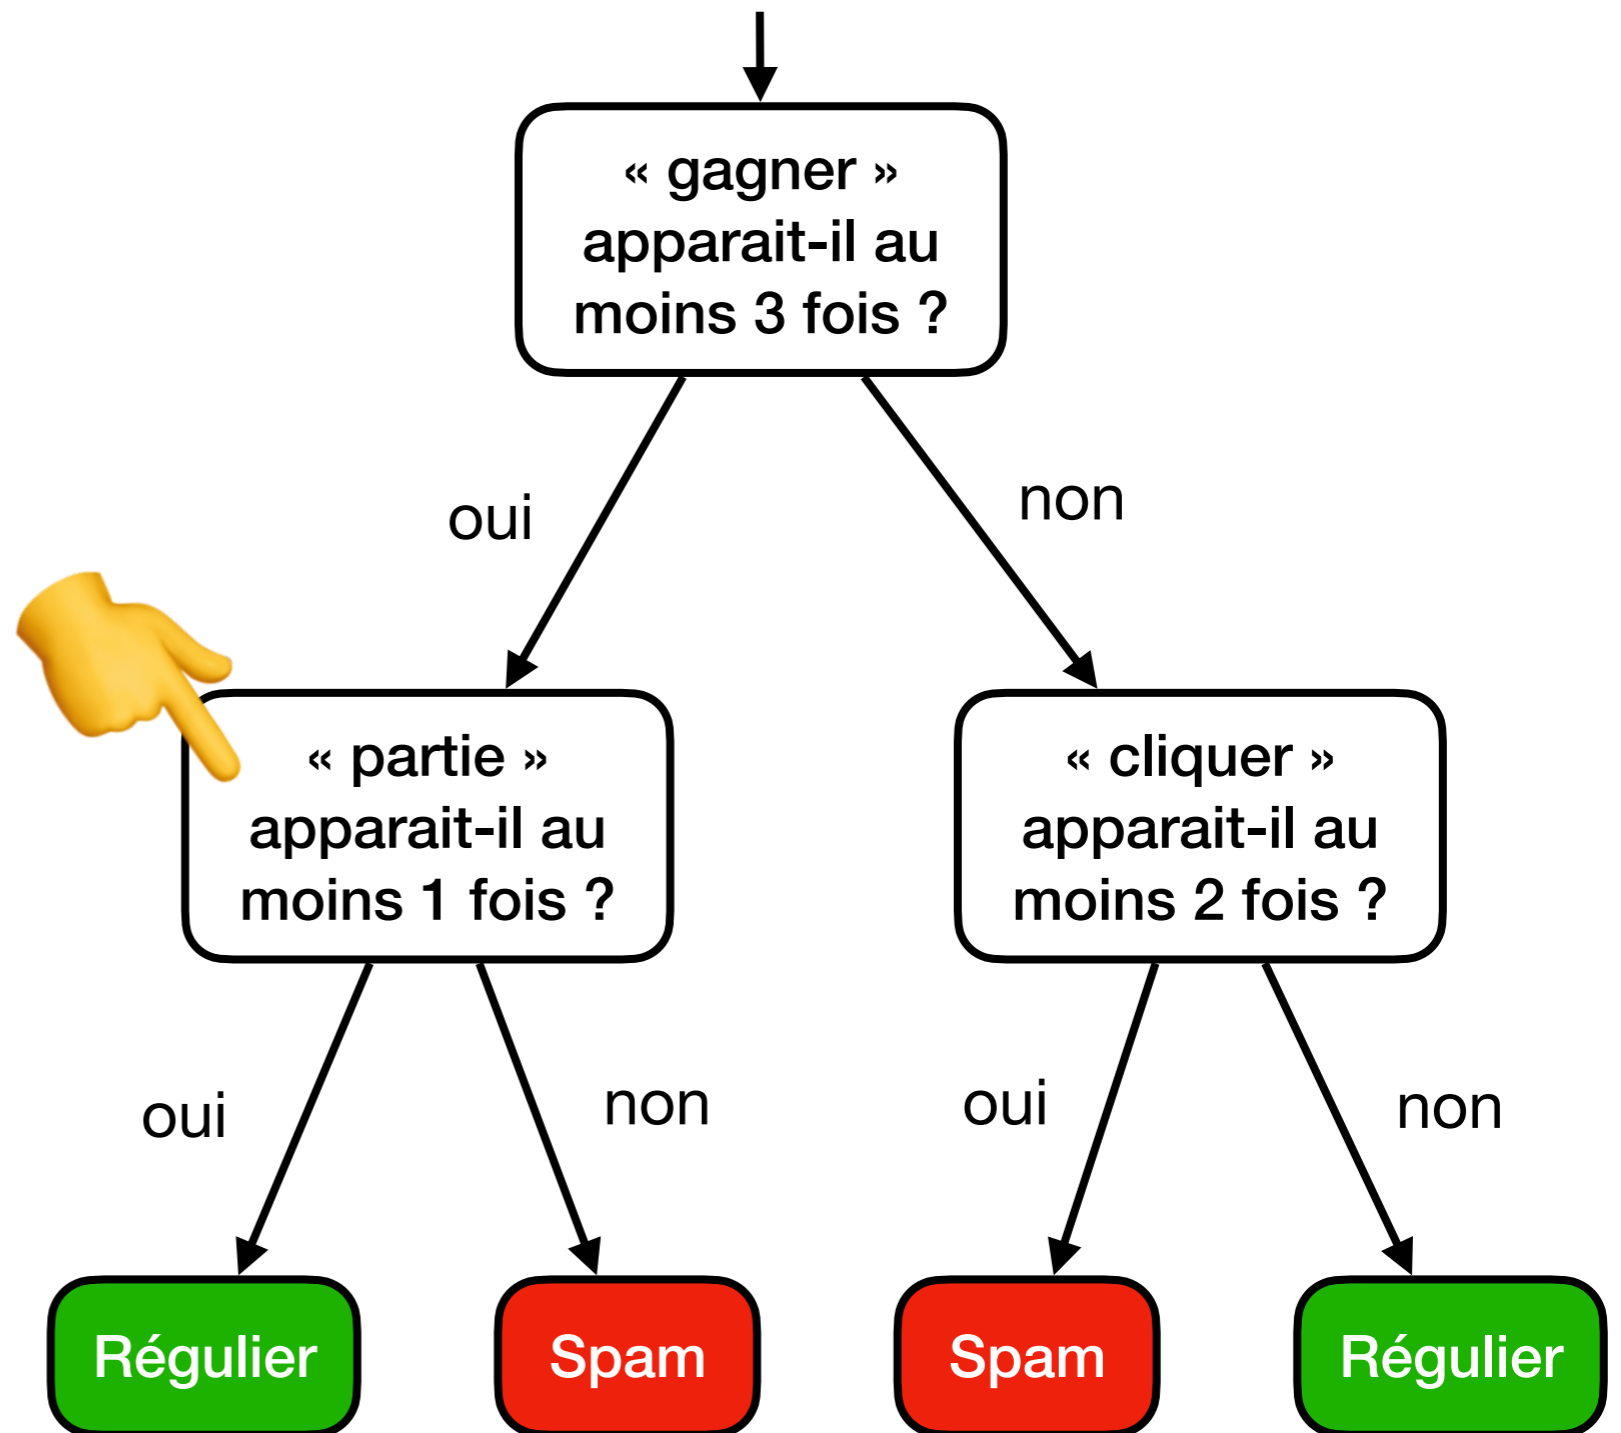 « gagner »
apparait-il au
moins 3 fois ?
oui
non
« partie »
apparait-il au
moins 1 fois ?
« cliquer »
apparait-il au
moins 2 fois ?
oui
non
oui
non
Régulier
Spam
Spam
Régulier